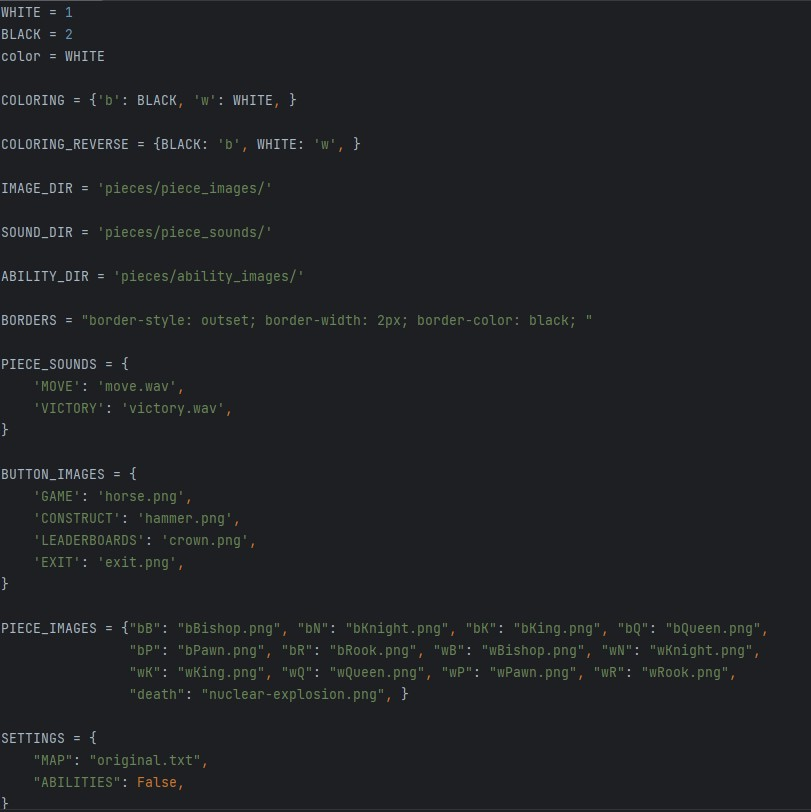 WHITE = 1
BLACK = 2
color = WHITE
COLORING = {'b': BLACK, 'w': WHITE, }
COLORING_REVERSE = {BLACK: 'b', WHITE: 'w', }
IMAGE_DIR = 'pieces/piece_images/'
SOUND_DIR = 'pieces/piece_sounds/'
ABILITY_DIR = 'pieces/ability_images/'
BORDERS = "border-style: outset; border-width: 2px; border-color: black; "
PIECE_SOUNDS = {
    'MOVE': 'move.wav',
    'VICTORY': 'victory.wav',
}
BUTTON_IMAGES = {
    'GAME': 'horse.png',
    'CONSTRUCT': 'hammer.png',
    'LEADERBOARDS': 'crown.png',
    'EXIT': 'exit.png',
}
PIECE_IMAGES = {"bB": "bBishop.png", "bN": "bKnight.png", "bK": "bKing.png", "bQ": "bQueen.png",
                "bP": "bPawn.png", "bR": "bRook.png", "wB": "wBishop.png", "wN": "wKnight.png",
                "wK": "wKing.png", "wQ": "wQueen.png", "wP": "wPawn.png", "wR": "wRook.png",
                "death": "nuclear-explosion.png", }
SETTINGS = {
    "MAP": "original.txt",
    "ABILITIES": False,
}